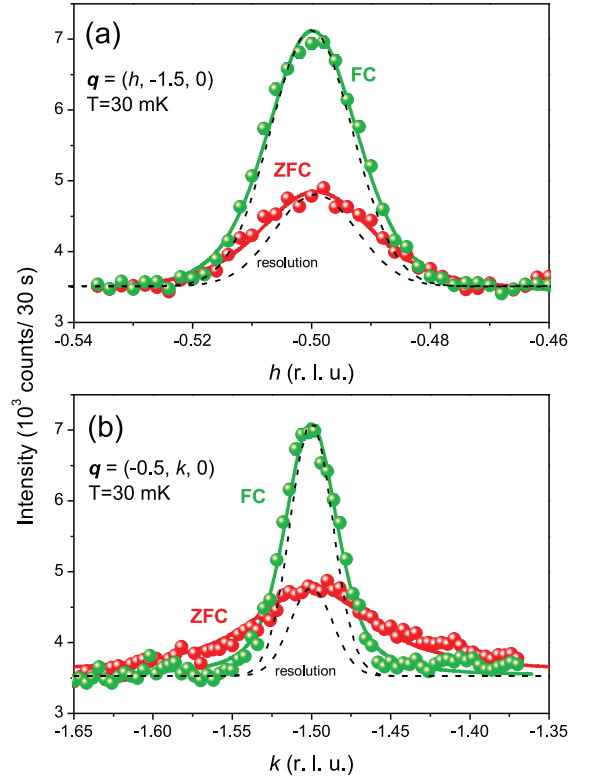 (a)
q = (h, -1.5, 0)
T=30 mK
FC
ZFC
resolution
7
6
5
4
3
-0.54 -0.52 -0.50 -0.48 -0.46
h (r. l. u.)
Intensity (10³ counts/ 30 s)
(b)
q = (-0.5, k, 0)
T=30 mK
FC
ZFC
resolution
7
6
5
4
3
-1.65 -1.60 -1.55 -1.50 -1.45 -1.40 -1.35
k (r. l. u.)